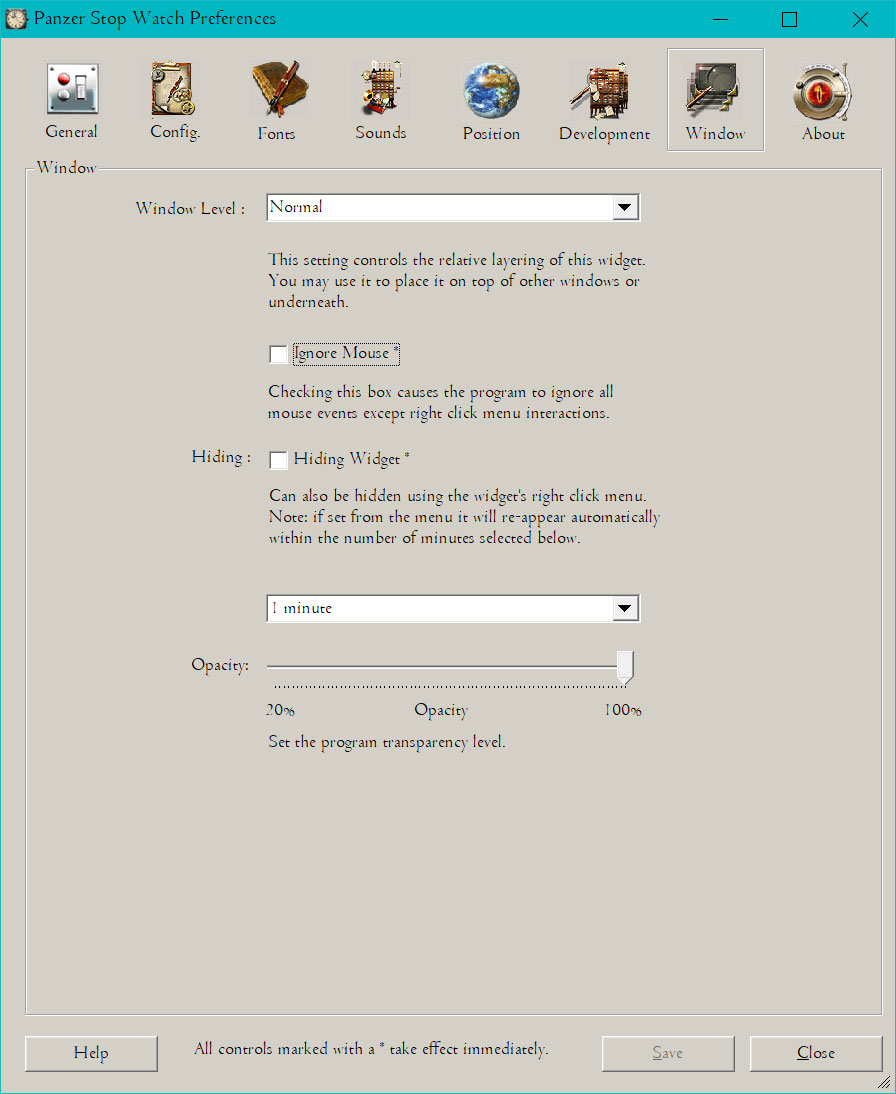 Panzer Stop Watch Preferences
General
Config.
Fonts
Sounds
Position
Development
Window
About
Window
Window Level :
Normal
This setting controls the relative layering of this widget.
You may use it to place it on top of other windows or
underneath.
Ignore Mouse *
Checking this box causes the program to ignore all
mouse events except right click menu interactions.
Hiding :
Hiding Widget *
Can also be hidden using the widget's right click menu.
Note: if set from the menu it will re-appear automatically
within the number of minutes selected below.
1 minute
Opacity:
20%
Opacity
100%
Set the program transparency level.
Help
All controls marked with a * take effect immediately.
Save
Close